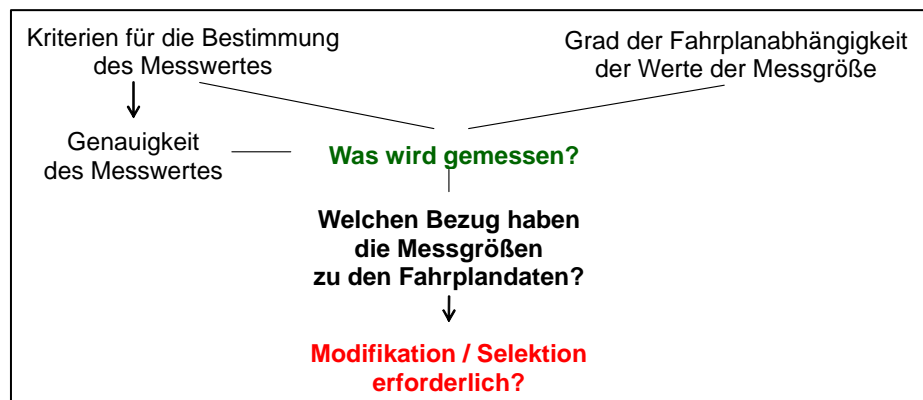 Kriterien für die Bestimmung
des Messwertes
Grad der Fahrplanabhängigkeit
der Werte der Messgröße
Genauigkeit
des Messwertes
Was wird gemessen?
Welchen Bezug haben
die Messgrößen
zu den Fahrplandaten?
Modifikation / Selektion
erforderlich?